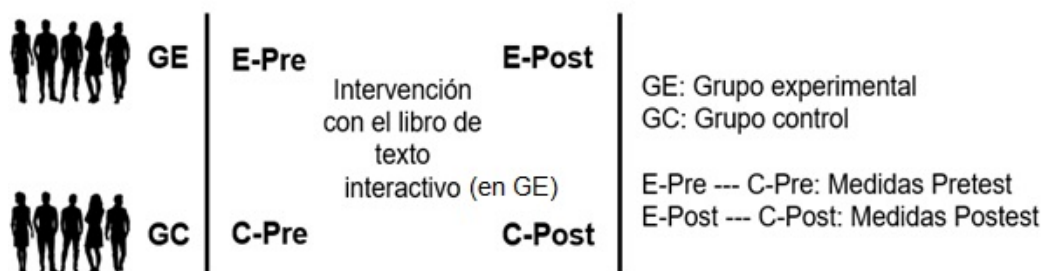 GE
E-Pre
E-Post
Intervención
con el libro de
texto
interactivo (en GE)
GC
C-Pre
C-Post
GE: Grupo experimental
GC: Grupo control
E-Pre --- C-Pre: Medidas Pretest
E-Post --- C-Post: Medidas Postest